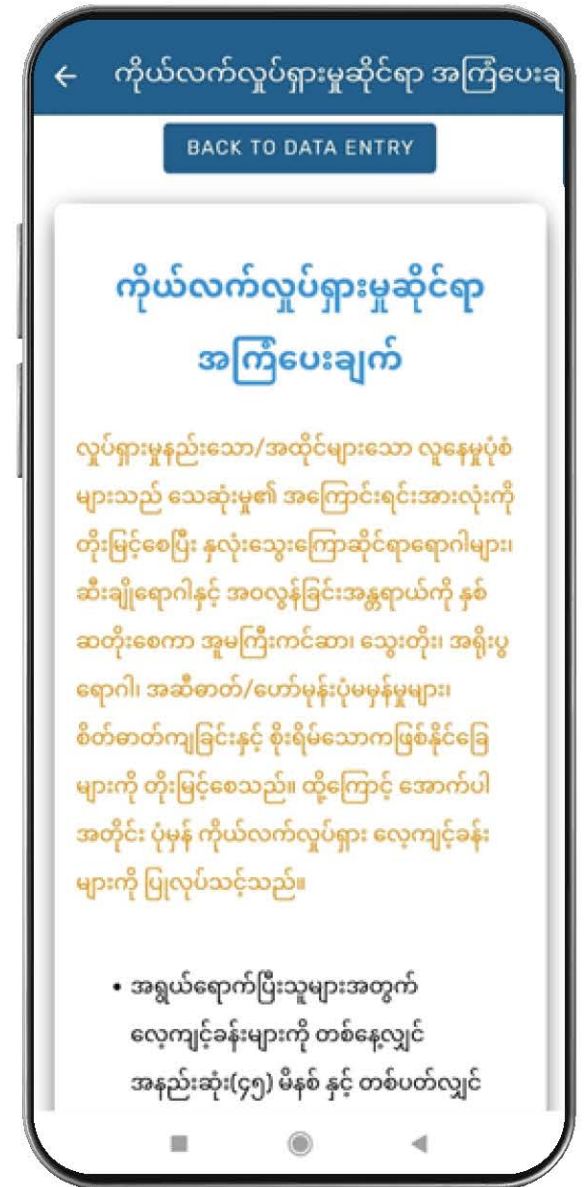 ← ကိုယ်လက်လှုပ်ရှားမှုဆိုင်ရာ အကြံပေးချ
BACK TO DATA ENTRY
ကိုယ်လက်လှုပ်ရှားမှုဆိုင်ရာ
အကြံပေးချက်
လှုပ်ရှားမှုနည်းသော/အထိုင်များသော လူနေမှုပုံစံ
များသည် သေဆုံးမှု၏ အကြောင်းရင်းအားလုံးကို
တိုးမြင့်စေပြီး နှလုံးသွေးကြောဆိုင်ရာရောဂါများ၊
ဆီးချိုရောဂါနှင့် အဝလွန်ခြင်းအန္တရာယ်ကို နှစ်
ဆတိုးစေကာ အူမကြီးကင်ဆာ၊ သွေးတိုး၊ အရိုးပွ
ရောဂါ၊ အဆီဓာတ်/ဟော်မုန်းပုံမမှန်မှုများ၊
စိတ်ဓာတ်ကျခြင်းနှင့် စိုးရိမ်သောကဖြစ်နိုင်ခြေ
များကို တိုးမြင့်စေသည်။ ထို့ကြောင့် အောက်ပါ
အတိုင်း ပုံမှန် ကိုယ်လက်လှုပ်ရှား လေ့ကျင့်ခန်း
များကို ပြုလုပ်သင့်သည်။
• အရွယ်ရောက်ပြီးသူများအတွက်
လေ့ကျင့်ခန်းများကို တစ်နေ့လျှင်
အနည်းဆုံး(၄၅) မိနစ် နှင့် တစ်ပတ်လျှင်